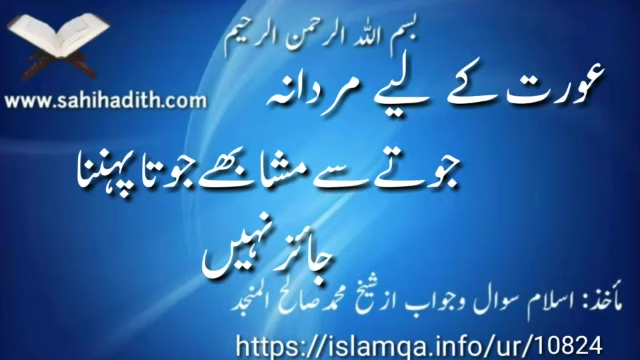 بسم اللہ الرحمن الرحیم
www.sahihadith.com
عورت کے لیے مردانہ
جوتے سے مشابھے جوتا پہننا
جائز نہیں
مأخذ: اسلام سوال وجواب از شیخ محمد صالح المنجد
https://islamqa.info/ur/10824